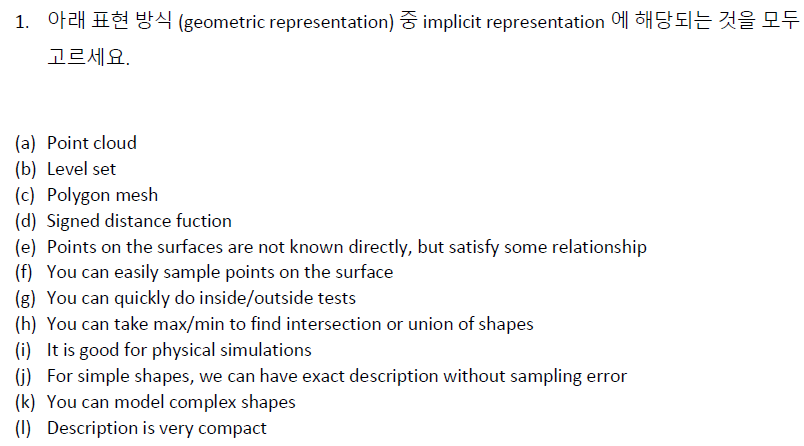 1. 아래 표현 방식 (geometric representation) 중 implicit representation 에 해당되는 것을 모두
고르세요.
(a) Point cloud
(b) Level set
(c) Polygon mesh
(d) Signed distance fuction
(e) Points on the surfaces are not known directly, but satisfy some relationship
(f) You can easily sample points on the surface
(g) You can quickly do inside/outside tests
(h) You can take max/min to find intersection or union of shapes
(i) It is good for physical simulations
(j) For simple shapes, we can have exact description without sampling error
(k) You can model complex shapes
(l) Description is very compact